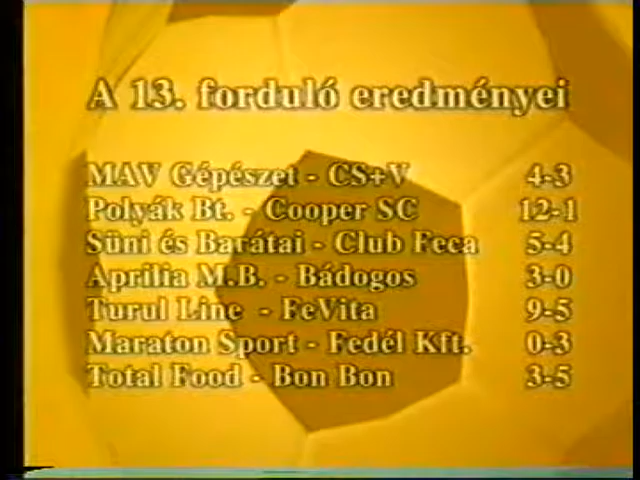 A 13. forduló eredményei
MAV Gépészet - CS+V 4-3
Polyák Bt. - Cooper SC 12-1
Süni és Barátai - Club Feca 5-4
Aprilia M.B. - Bádogos 3-0
Turul Line - FeVita 9-5
Maraton Sport - Fedél Kft. 0-3
Total Food - Bon Bon 3-5